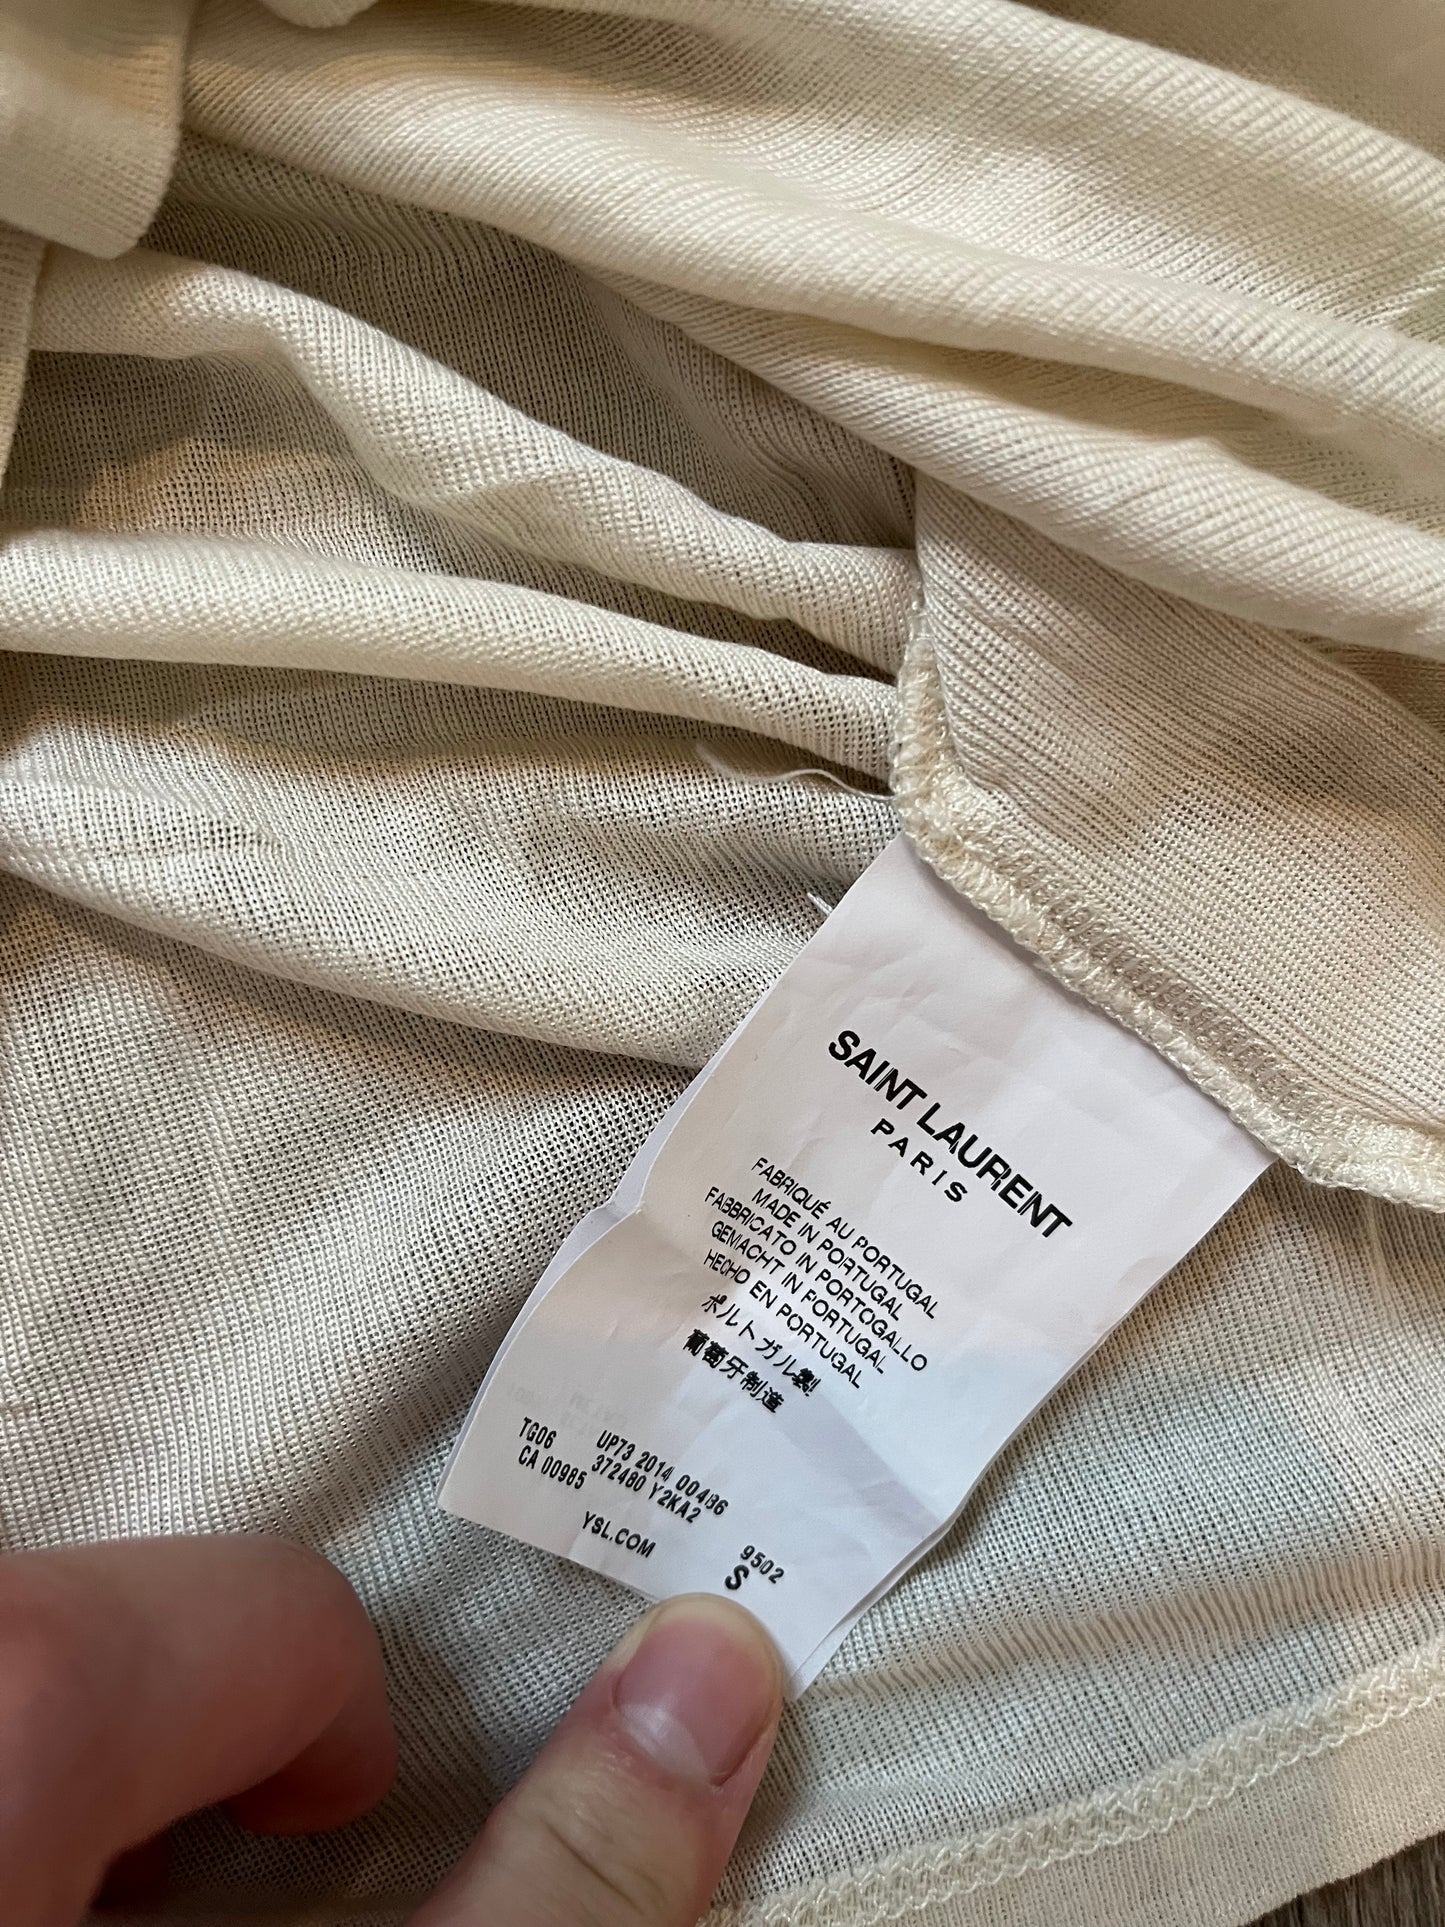 SAINT LAURENT
PARIS
FABRIQUÉ AU PORTUGAL
MADE IN PORTUGAL
FABBRICATO IN PORTOGALLO
GEMACHT IN PORTUGAL
HECHO EN PORTUGAL
ポルトガル製
葡萄牙制造
TG06 UP73 2014 00486
CA 00985 372480 Y2KA2
9502
YSL.COM S